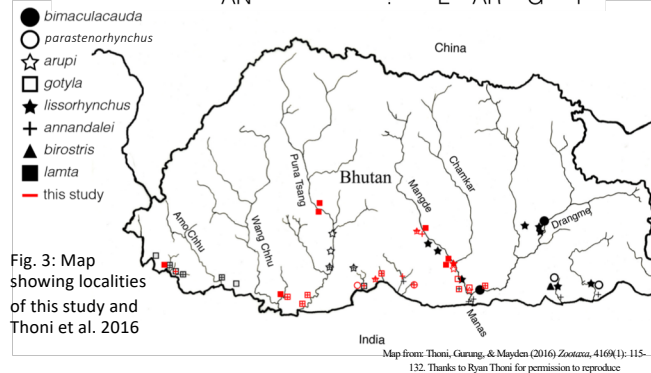 bimaculacauda
parastenorhynchus
arupi
gotyla
lissorhynchus
annandalei
birostris
lamta
this study
China
Bhutan
Puna Tsang
Mangde
Chamkar
Amo Chhu
Wang Chhu
Drangme
Manas
India
Fig. 3: Map
showing localities
of this study and
Thoni et al. 2016
Map from: Thoni, Gurung, & Mayden (2016) Zootaxa, 4169(1): 115-
132. Thanks to Ryan Thoni for permission to reproduce